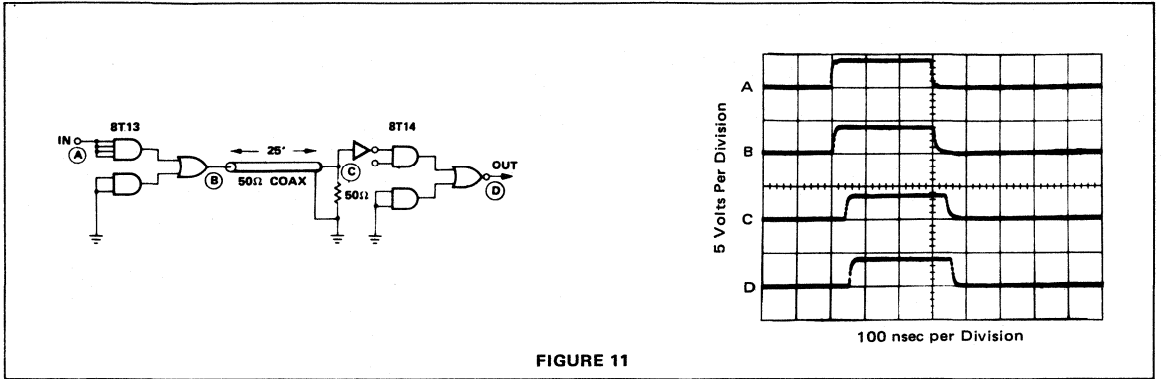 8T13
IN
A
B
25'
50Ω COAX
C
50Ω
8T14
OUT
D
5 Volts Per Division
A
B
C
D
100 nsec per Division
FIGURE 11